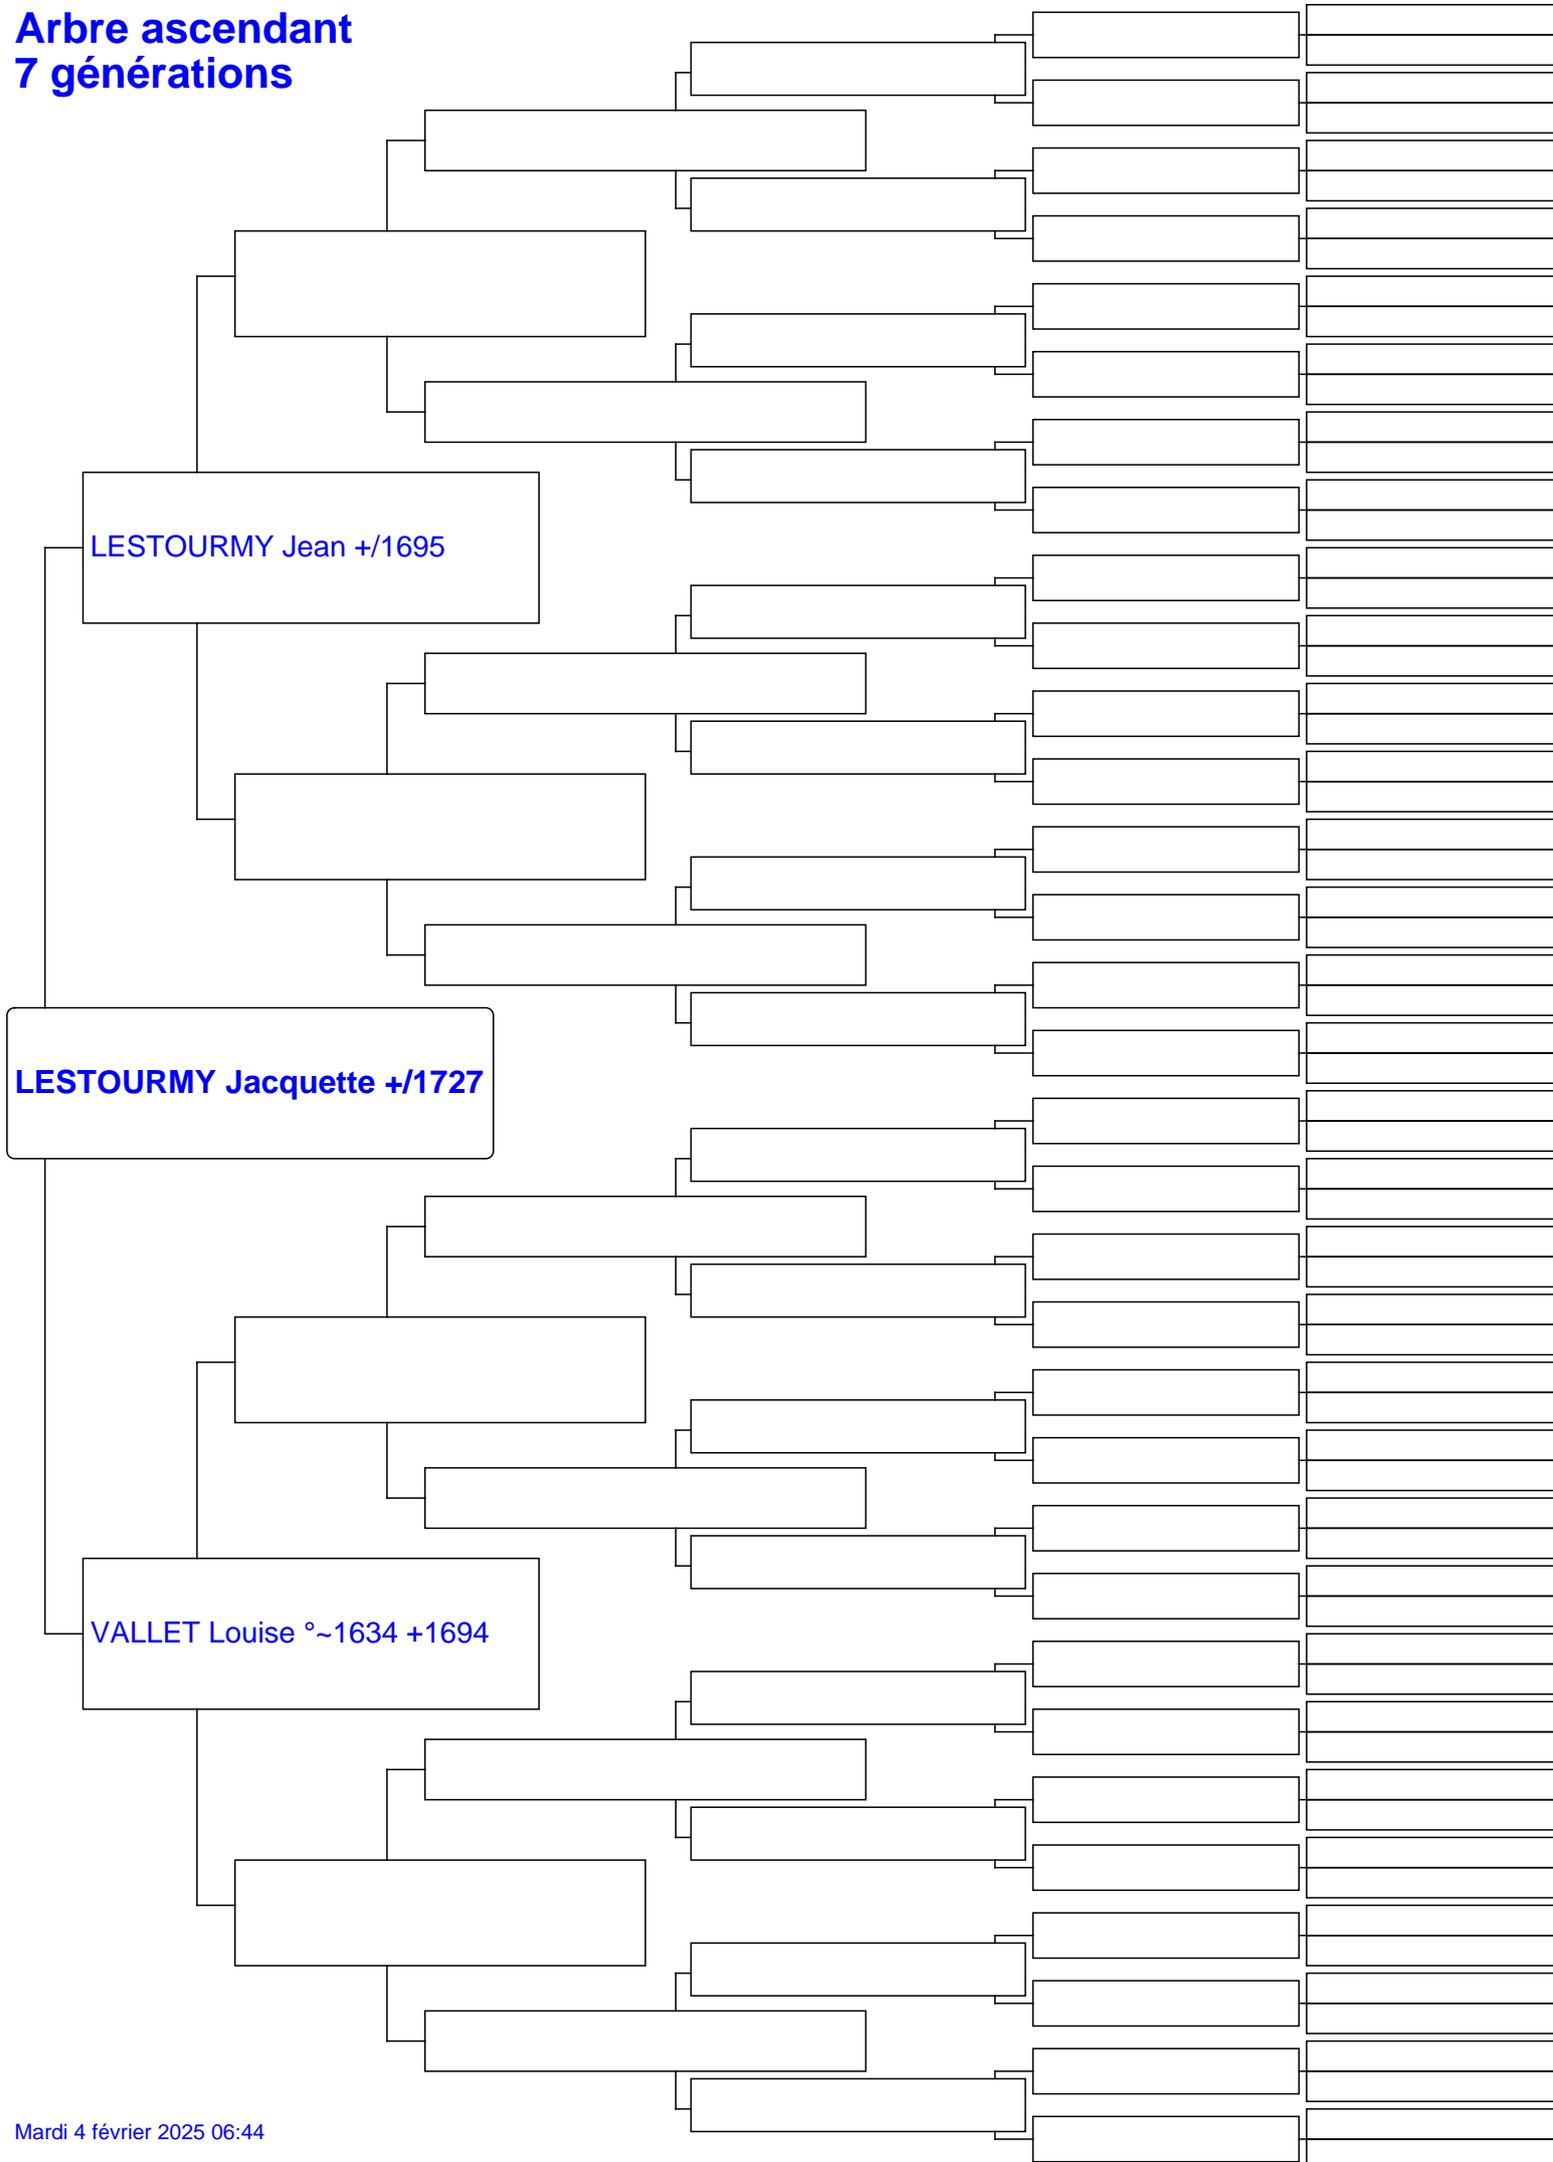 Arbre ascendant
7 générations
LESTOURMY Jean +/1695
LESTOURMY Jacquette +/1727
VALLET Louise °~1634 +1694
Mardi 4 février 2025 06:44